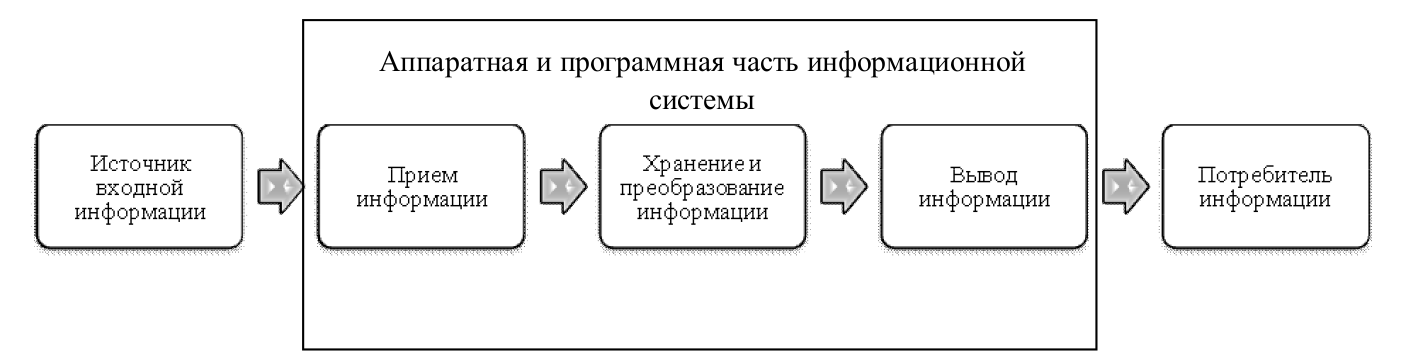 Аппаратная и программная часть информационной
системы
Источник
входной
информации
Прием
информации
Хранение и
преобразование
информации
Вывод
информации
Потребитель
информации